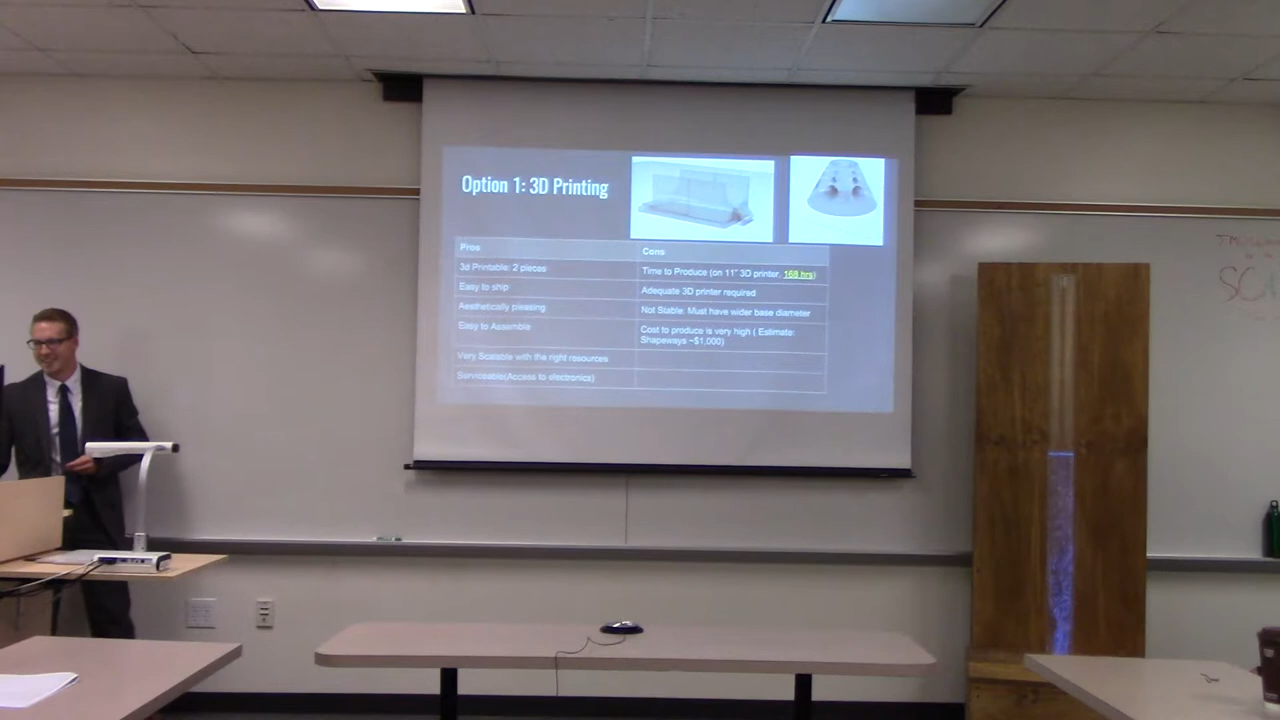 Option 1: 3D Printing
Pros
Cons
3d Printable: 2 pieces
Time to Produce (on 11" 3D printer, 168 hrs)
Easy to ship
Adequate 3D printer required
Aesthetically pleasing
Not Stable: Must have wider base diameter
Easy to Assemble
Cost to produce is very high ( Estimate:
Shapeways ~$1,000)
Very Scalable with the right resources
Serviceable(Access to electronics)